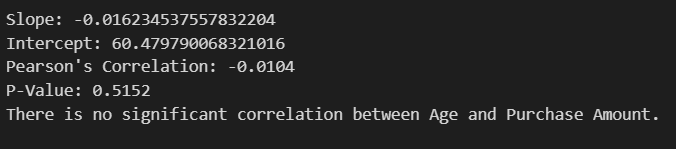 Slope: -0.016234537557832204
Intercept: 60.479790068321016
Pearson's Correlation: -0.0104
P-Value: 0.5152
There is no significant correlation between Age and Purchase Amount.